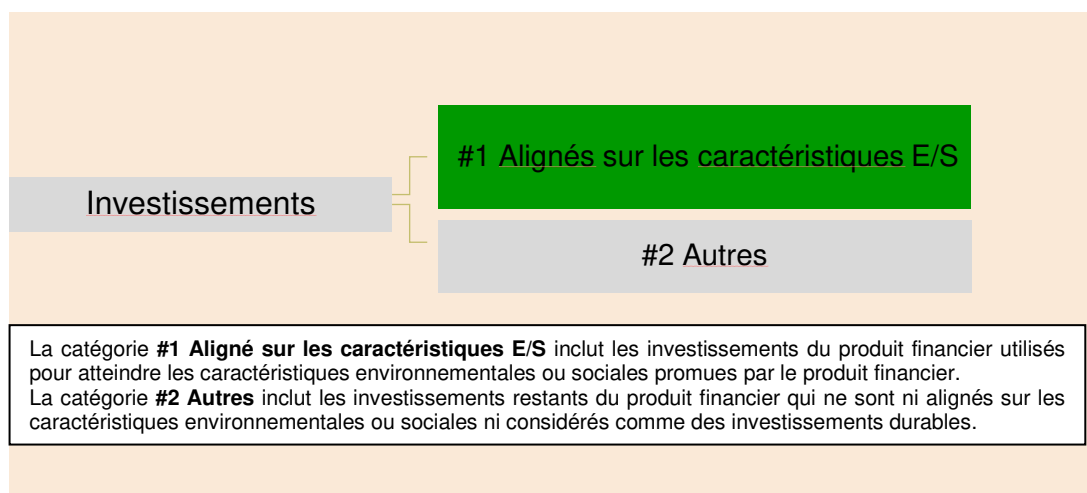 #1 Alignés sur les caractéristiques E/S
Investissements
#2 Autres
La catégorie #1 Aligné sur les caractéristiques E/S inclut les investissements du produit financier utilisés
pour atteindre les caractéristiques environnementales ou sociales promues par le produit financier.
La catégorie #2 Autres inclut les investissements restants du produit financier qui ne sont ni alignés sur les
caractéristiques environnementales ou sociales ni considérés comme des investissements durables.